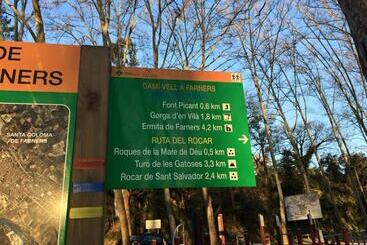 DE
FARNERS
SANTA COLOMA
DE FARNERS
CAMÍ VELL A FARNERS
Font Picant 0,6 km
Gorga d'en Vilà 1,8 km
Ermita de Farners 4,2 km
RUTA DEL ROCAR
Roques de la Mare de Déu 0,5 km
Turó de les Gatoses 3,3 km
Rocar de Sant Salvador 2,4 km